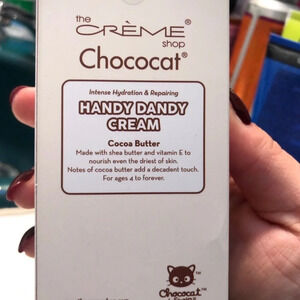 the
CRÈME®
shop
Chococat®
Intense Hydration & Repairing
HANDY DANDY
CREAM
Cocoa Butter
Made with shea butter and vitamin E to
nourish even the driest of skin.
Notes of cocoa butter add a decadent touch.
For ages 4 to forever.
Chococat™